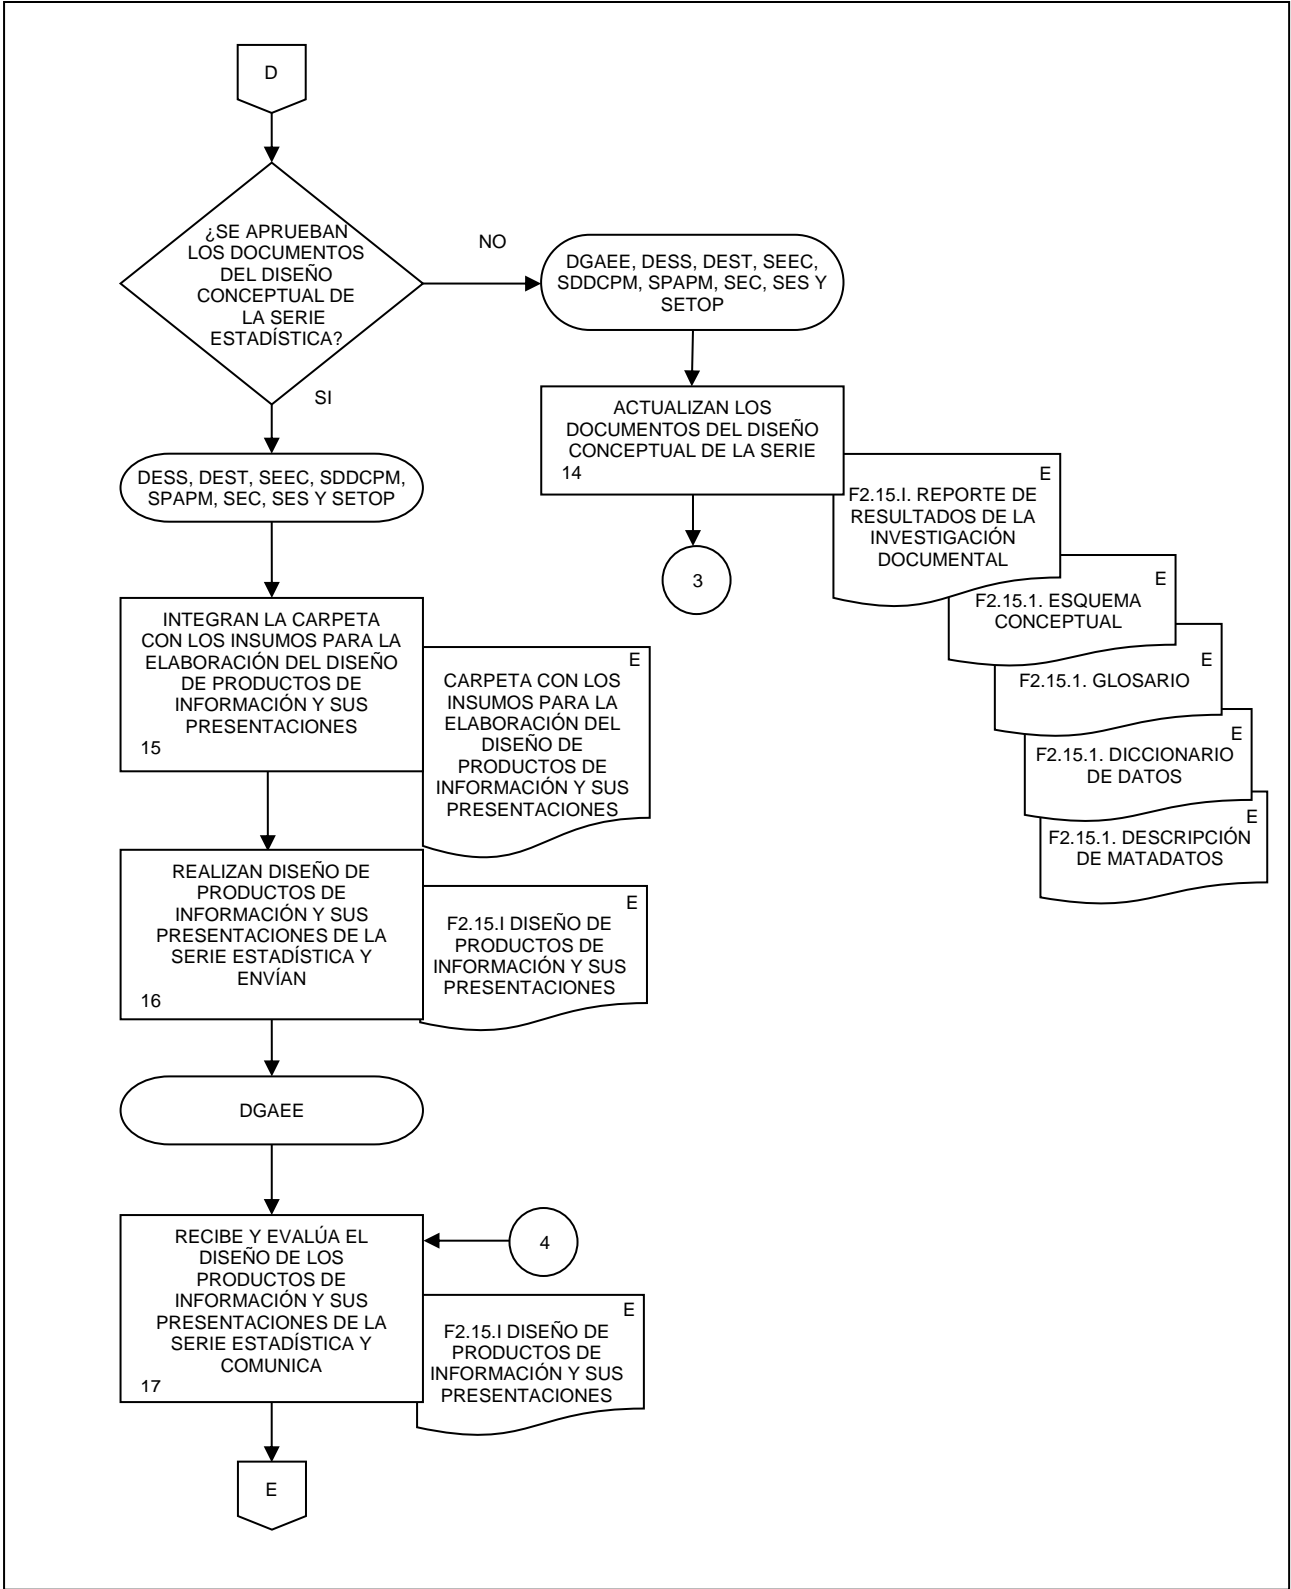 D
¿SE APRUEBAN
LOS DOCUMENTOS
DEL DISEÑO
CONCEPTUAL DE
LA SERIE
ESTADÍSTICA?
NO
DGAEE, DESS, DEST, SEEC,
SDDCPM, SPAPM, SEC, SES Y
SETOP
ACTUALIZAN LOS
DOCUMENTOS DEL DISEÑO
CONCEPTUAL DE LA SERIE
14
E
F2.15.I. REPORTE DE
RESULTADOS DE LA
INVESTIGACIÓN
DOCUMENTAL
E
F2.15.1. ESQUEMA
CONCEPTUAL
E
F2.15.1. GLOSARIO
E
F2.15.1. DICCIONARIO
DE DATOS
E
F2.15.1. DESCRIPCIÓN
DE MATADATOS
3
SI
DESS, DEST, SEEC, SDDCPM,
SPAPM, SEC, SES Y SETOP
INTEGRAN LA CARPETA
CON LOS INSUMOS PARA LA
ELABORACIÓN DEL DISEÑO
DE PRODUCTOS DE
INFORMACIÓN Y SUS
PRESENTACIONES
15
E
CARPETA CON LOS
INSUMOS PARA LA
ELABORACIÓN DEL
DISEÑO DE
PRODUCTOS DE
INFORMACIÓN Y SUS
PRESENTACIONES
REALIZAN DISEÑO DE
PRODUCTOS DE
INFORMACIÓN Y SUS
PRESENTACIONES DE LA
SERIE ESTADÍSTICA Y
ENVÍAN
16
E
F2.15.I DISEÑO DE
PRODUCTOS DE
INFORMACIÓN Y SUS
PRESENTACIONES
DGAEE
RECIBE Y EVALÚA EL
DISEÑO DE LOS
PRODUCTOS DE
INFORMACIÓN Y SUS
PRESENTACIONES DE LA
SERIE ESTADÍSTICA Y
COMUNICA
17
4
E
F2.15.I DISEÑO DE
PRODUCTOS DE
INFORMACIÓN Y SUS
PRESENTACIONES
E